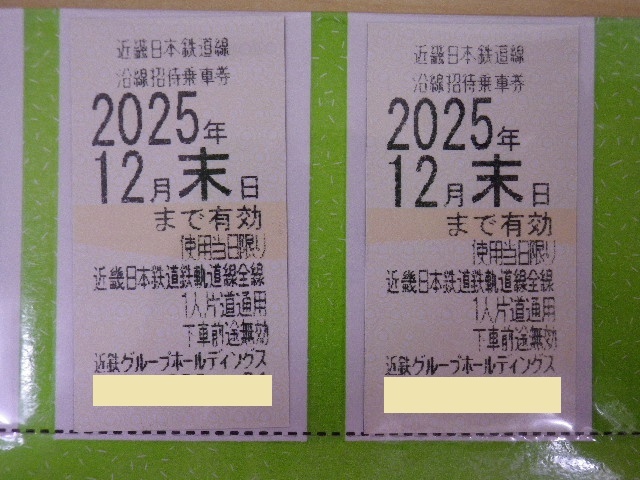 近畿日本鉄道線
沿線招待乗車券
2025年
12月末日
まで有効
使用当日限り
近畿日本鉄道鉄軌道線全線
1人片道通用
下車前途無効
近鉄グループホールディングス
近畿日本鉄道線
沿線招待乗車券
2025年
12月末日
まで有効
使用当日限り
近畿日本鉄道鉄軌道線全線
1人片道通用
下車前途無効
近鉄グループホールディングス